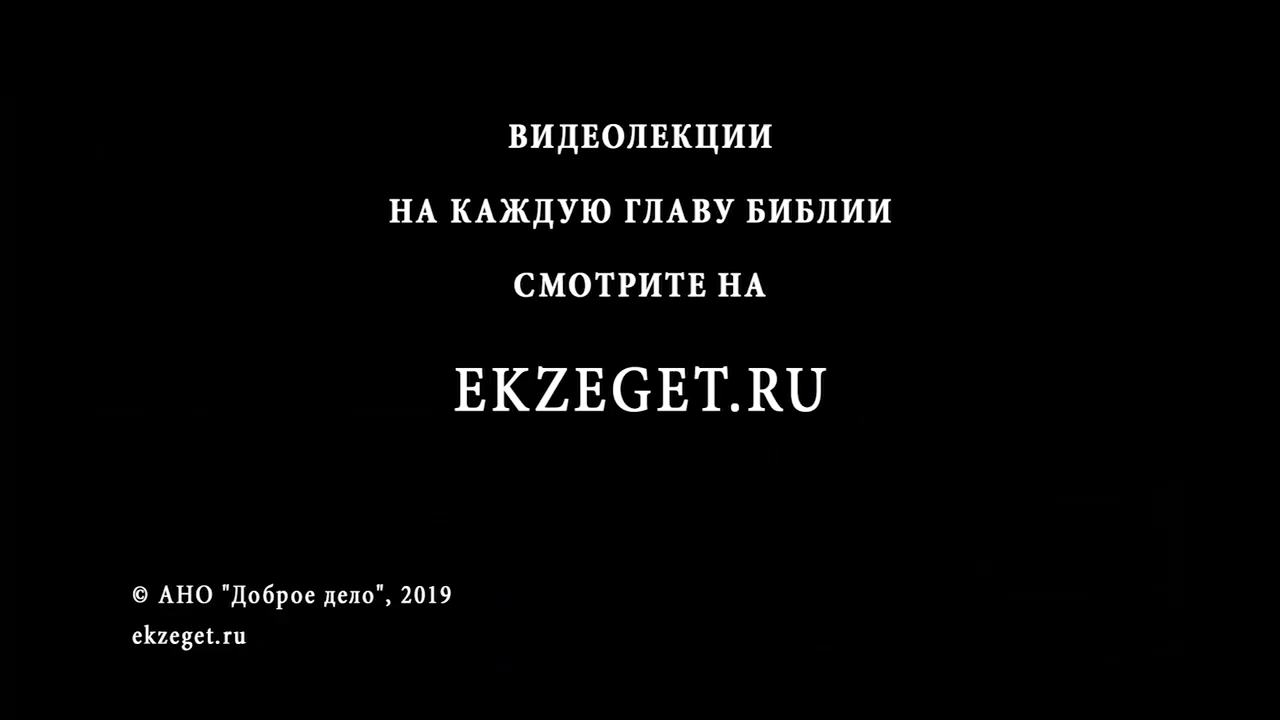 ВИДЕОЛЕКЦИИ
НА КАЖДУЮ ГЛАВУ БИБЛИИ
СМОТРИТЕ НА
EKZEGET.RU
© АНО "Доброе дело", 2019
ekzeget.ru